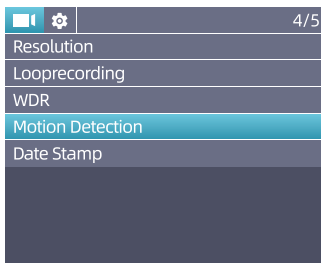 4/5
Resolution
Looprecording
WDR
Motion Detection
Date Stamp